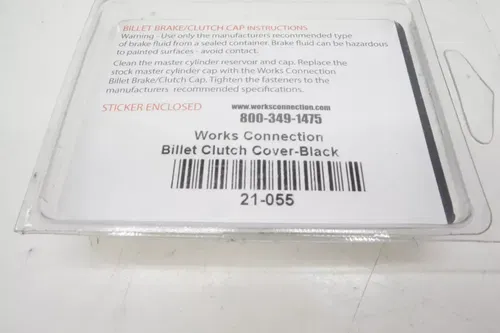 BILLET BRAKE/CLUTCH CAP INSTRUCTIONS
Warning - Use only the manufacturers recommended type
of brake fluid from a sealed container. Brake fluid can be hazardous
to painted surfaces - avoid contact.
Clean the master cylinder reservoir and cap. Replace the
stock master cylinder cap with the Works Connection
Billet Brake/Clutch Cap. Tighten the fasteners to the
manufacturers recommended specifications.
STICKER ENCLOSED
www.worksconnection.com
800-349-1475
Works Connection
Billet Clutch Cover-Black
21-055